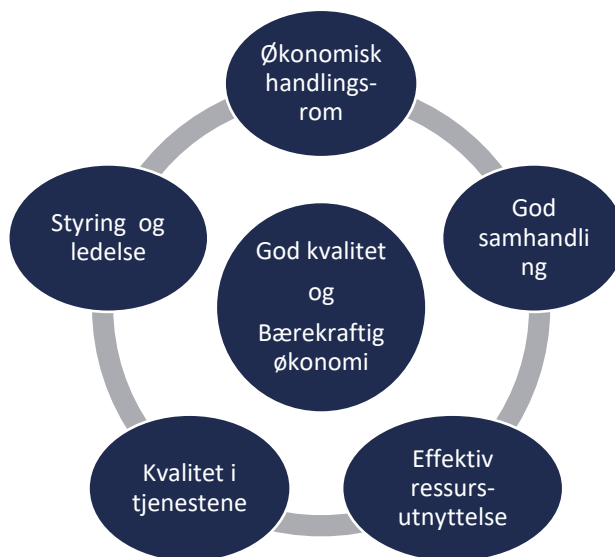 Økonomisk
handlings-
rom
God
samhandli
ng
Effektiv
ressurs-
utnyttelse
Kvalitet i
tjenestene
Styring og
ledelse
God kvalitet
og
Bærekraftig
økonomi